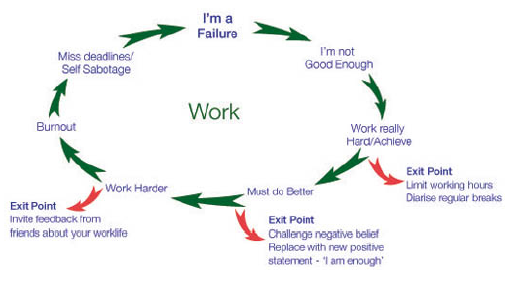 I'm a
Failure
I'm not
Good Enough
Work really
Hard/Achieve
Exit Point
Limit working hours
Diarise regular breaks
Must do Better
Exit Point
Challenge negative belief
Replace with new positive
statement - 'I am enough'
Work Harder
Exit Point
Invite feedback from
friends about your worklife
Burnout
Miss deadlines/
Self Sabotage
Work